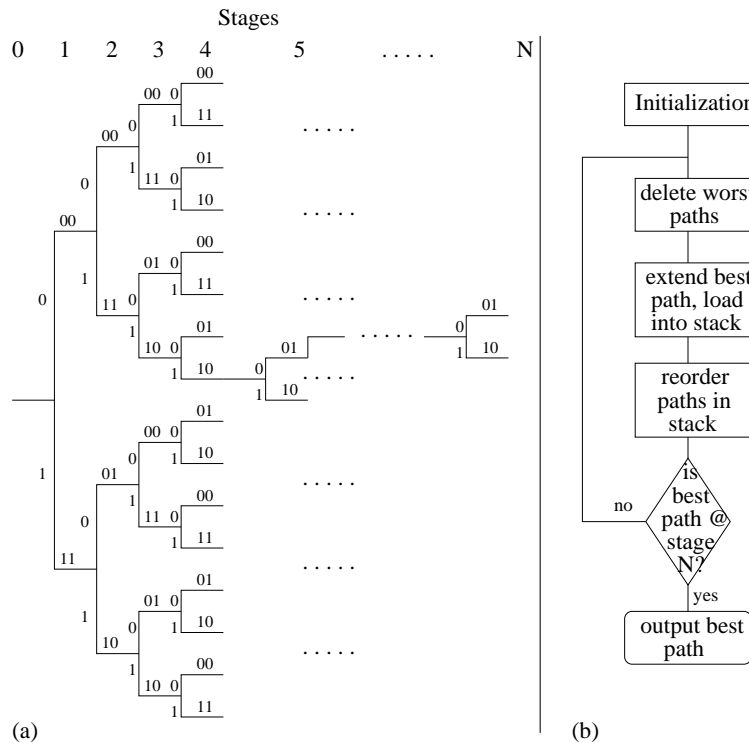 Stages
0 1 2 3 4 5 ..... N
00
00 0
1 11
0 .....
00
01
1
11 0
1 10
0 .....
00
00
01 0
0
1
1 11
11 0 .....
01
1 01 0
10 0 01 ..... 1 10
1 10 0 .....
1 10
01
00 0
1 10
0
01
00
1
11 0 .....
1 11
0
11
01
01 0
1 10
1 0
10
00 .....
1
10 0
1 11
(a)
Initialization
delete worst
paths
extend best
path, load
into stack
reorder
paths in
stack
is
best
no path @
stage
N?
yes
output best
path
(b)